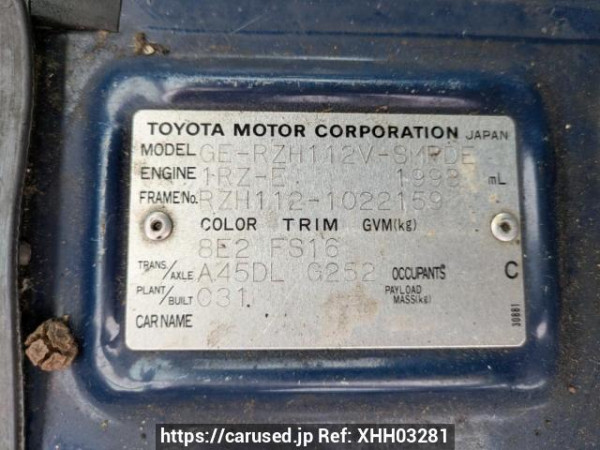 TOYOTA MOTOR CORPORATION JAPAN
MODEL GE-RZH112V-SMRDE
ENGINE 1RZ-E 1998 mL
FRAME No. RZH112-1022159
COLOR TRIM GVM(kg)
8E2 FS16
TRANS/AXLE A45DL G252 OCCUPANTS C
PLANT/BUILT C31 PAYLOAD MASS(kg)
CAR NAME
30881
https://carused.jp Ref: XHH03281